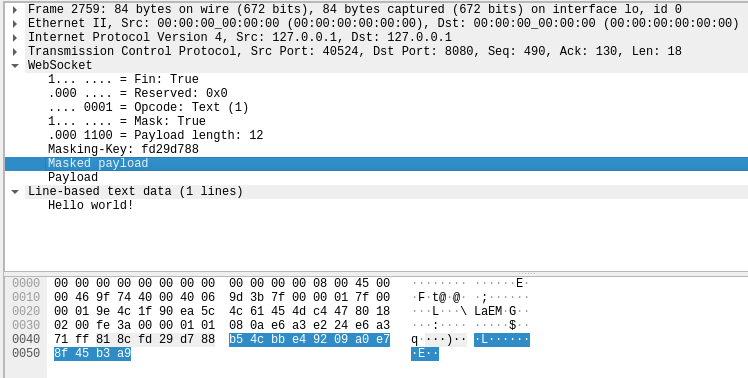 Frame 2759: 84 bytes on wire (672 bits), 84 bytes captured (672 bits) on interface lo, id 0
Ethernet II, Src: 00:00:00_00:00:00 (00:00:00:00:00:00), Dst: 00:00:00_00:00:00 (00:00:00:00:00:00)
Internet Protocol Version 4, Src: 127.0.0.1, Dst: 127.0.0.1
Transmission Control Protocol, Src Port: 40524, Dst Port: 8080, Seq: 490, Ack: 130, Len: 18
WebSocket
1... .... = Fin: True
.000 .... = Reserved: 0x0
.... 0001 = Opcode: Text (1)
1... .... = Mask: True
.000 1100 = Payload length: 12
Masking-Key: fd29d788
Masked payload
Payload
Line-based text data (1 lines)
Hello world!
0000 00 00 00 00 00 00 00 00 00 00 00 00 08 00 45 00 ········ ······E·
0010 00 46 9f 74 40 00 40 06 9d 3b 7f 00 00 01 7f 00 ·F·t@·@· ·;······
0020 00 01 9e 4c 1f 90 ea 5c 4c 61 45 4d c4 47 80 18 ···L···\ LaEM·G··
0030 02 00 fe 3a 00 00 01 01 08 0a e6 a3 e2 24 e6 a3 ···:···· ·····$··
0040 71 ff 81 8c fd 29 d7 88 b5 4c bb e4 92 09 a0 e7 q····)·· ·L······
0050 8f 45 b3 a9 ·E··